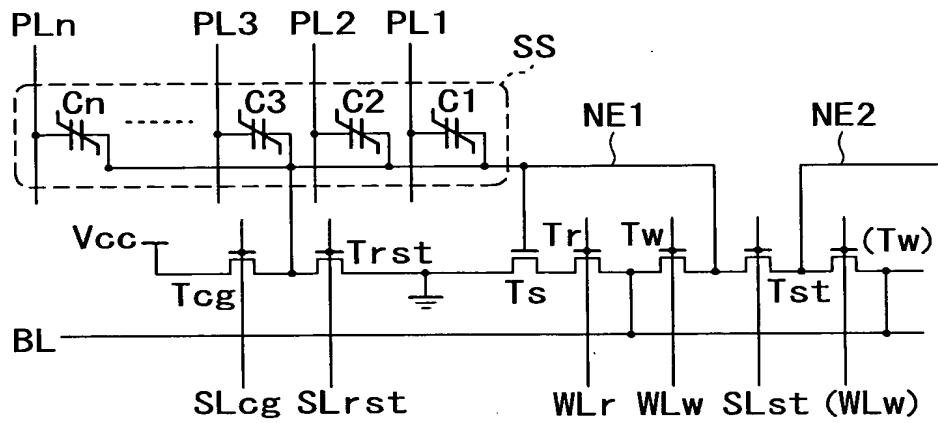 PLn PL3 PL2 PL1
SS
Cn C3 C2 C1
NE1 NE2
Vcc Trst Tr Tw (Tw)
Tcg Ts Tst
BL
SLcg SLrst WLr WLw SLst (WLw)